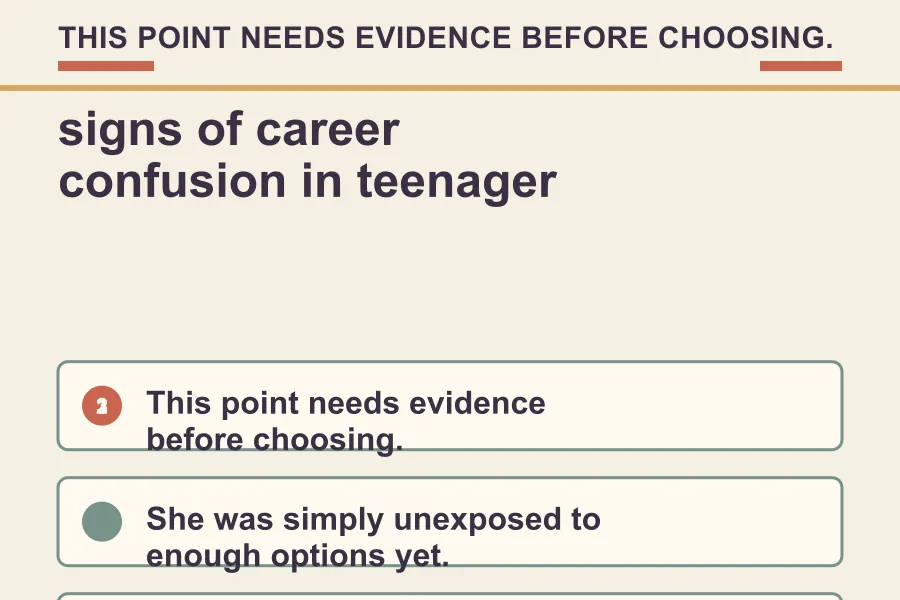 THIS POINT NEEDS EVIDENCE BEFORE CHOOSING.
signs of career
confusion in teenager
This point needs evidence
before choosing.
She was simply unexposed to
enough options yet.